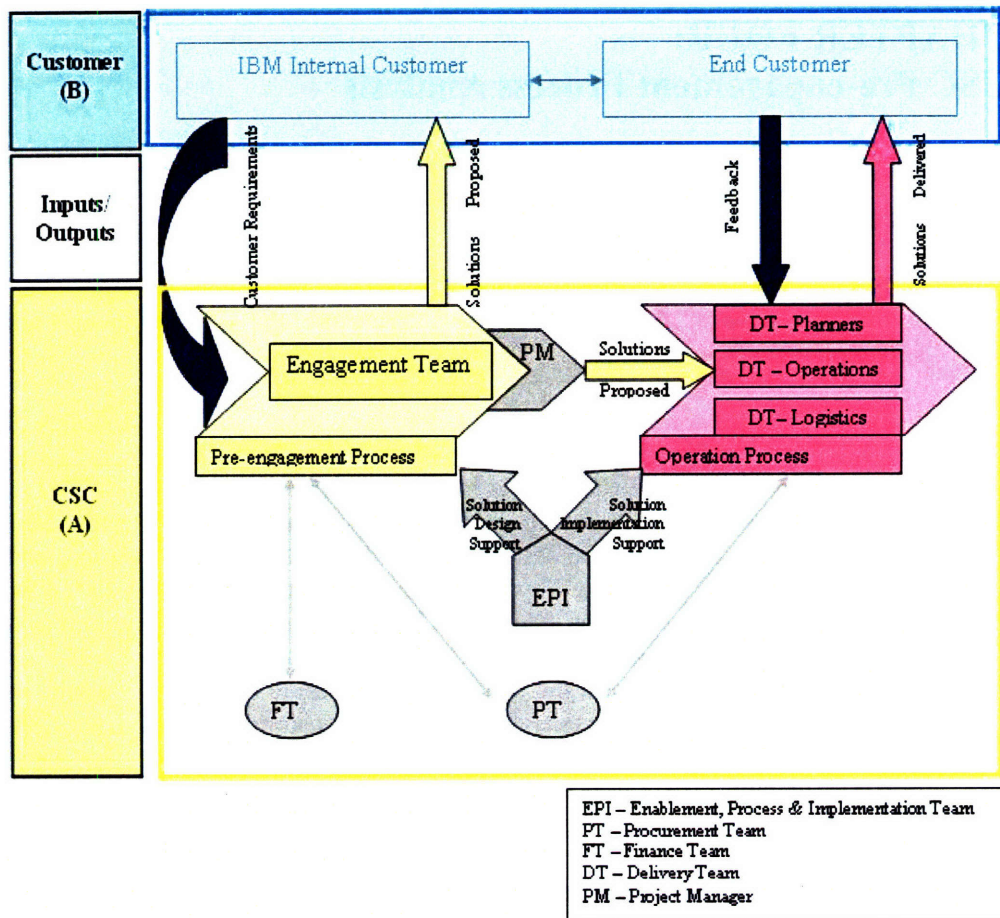 Customer
(B)
IBM Internal Customer
End Customer
Inputs/
Outputs
Customer Requirements
Solutions Proposed
Feedback
Solutions Delivered
CSC
(A)
Engagement Team
Pre-engagement Process
PM
Solutions
Proposed
DT– Planners
DT – Operations
DT– Logistics
Operation Process
Solution
Design
Support
Solution
Implementation
Support
EPI
FT
PT
EPI – Enablement, Process & Implementation Team
PT – Procurement Team
FT – Finance Team
DT – Delivery Team
PM – Project Manager